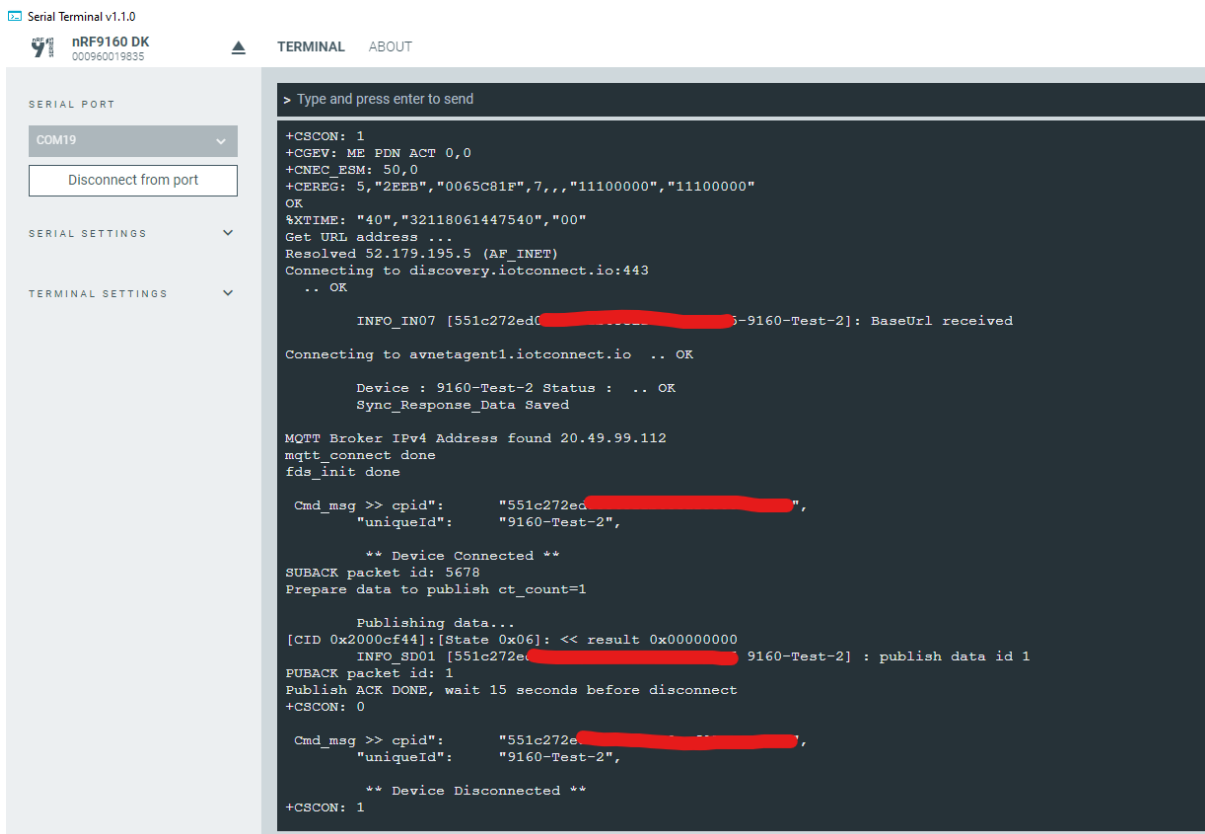 Serial Terminal v1.1.0
nRF9160 DK
000960019835
TERMINAL ABOUT
SERIAL PORT
COM19
Disconnect from port
SERIAL SETTINGS
TERMINAL SETTINGS
> Type and press enter to send
+CSCON: 1
+CGEV: ME PDN ACT 0,0
+CNEC_ESM: 50,0
+CEREG: 5,"2EEB","0065C81F",7,,,"11100000","11100000"
OK
%XTIME: "40","32118061447540","00"
Get URL address ...
Resolved 52.179.195.5 (AF_INET)
Connecting to discovery.iotconnect.io:443
.. OK
INFO_IN07 [551c272ed -9160-Test-2]: BaseUrl received
Connecting to avnetagent1.iotconnect.io .. OK
Device : 9160-Test-2 Status : .. OK
Sync_Response_Data Saved
MQTT Broker IPv4 Address found 20.49.99.112
mqtt_connect done
fds_init done
Cmd_msg >> cpid": "551c272ed ",
"uniqueId": "9160-Test-2",
** Device Connected **
SUBACK packet id: 5678
Prepare data to publish ct_count=1
Publishing data...
[CID 0x2000cf44]:[State 0x06]: << result 0x00000000
INFO_SD01 [551c272e 9160-Test-2] : publish data id 1
PUBACK packet id: 1
Publish ACK DONE, wait 15 seconds before disconnect
+CSCON: 0
Cmd_msg >> cpid": "551c272e ",
"uniqueId": "9160-Test-2",
** Device Disconnected **
+CSCON: 1